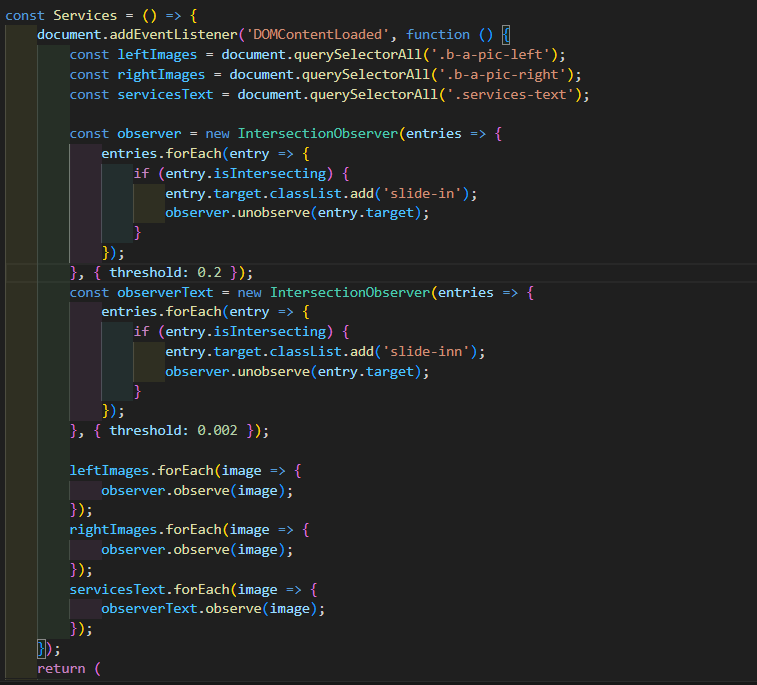 const Services = () => {
    document.addEventListener('DOMContentLoaded', function () {
        const leftImages = document.querySelectorAll('.b-a-pic-left');
        const rightImages = document.querySelectorAll('.b-a-pic-right');
        const servicesText = document.querySelectorAll('.services-text');

        const observer = new IntersectionObserver(entries => {
            entries.forEach(entry => {
                if (entry.isIntersecting) {
                    entry.target.classList.add('slide-in');
                    observer.unobserve(entry.target);
                }
            });
        }, { threshold: 0.2 });
        const observerText = new IntersectionObserver(entries => {
            entries.forEach(entry => {
                if (entry.isIntersecting) {
                    entry.target.classList.add('slide-inn');
                    observer.unobserve(entry.target);
                }
            });
        }, { threshold: 0.002 });

        leftImages.forEach(image => {
            observer.observe(image);
        });
        rightImages.forEach(image => {
            observer.observe(image);
        });
        servicesText.forEach(image => {
            observerText.observe(image);
        });
    });
    return (